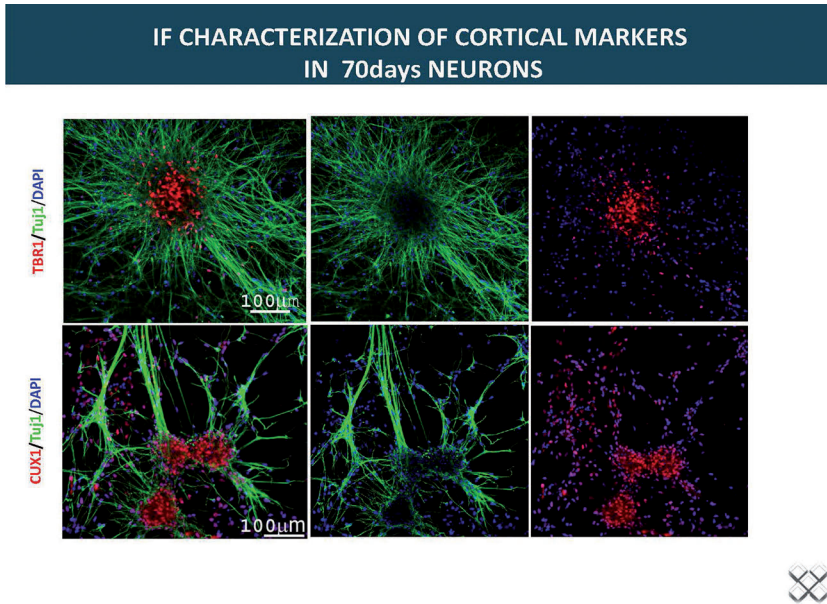 IF CHARACTERIZATION OF CORTICAL MARKERS
IN 70days NEURONS
TBR1/Tuj1/DAPI
100µm
CUX1/Tuj1/DAPI
100µm